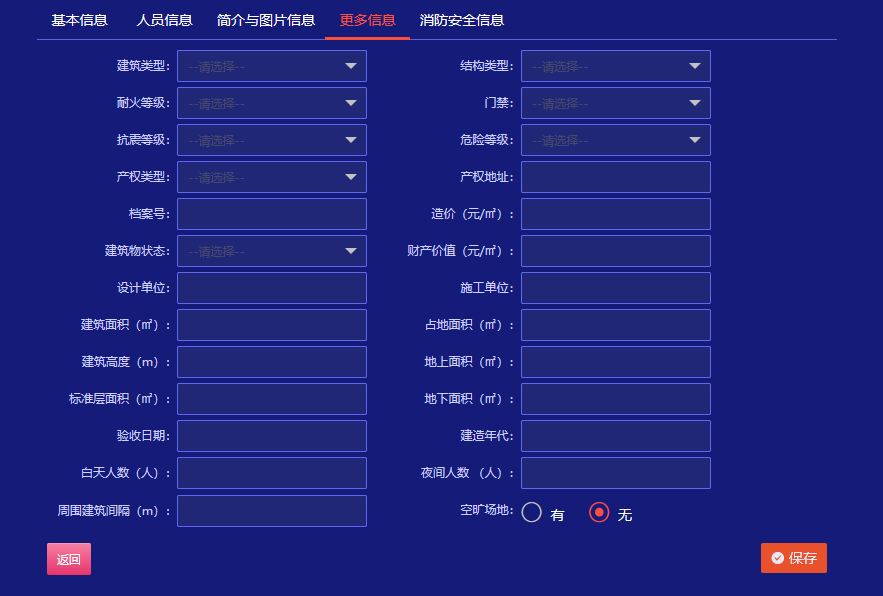 基本信息 人员信息 简介与图片信息 更多信息 消防安全信息
建筑类型: --请选择-- 结构类型: --请选择--
耐火等级: --请选择-- 门禁: --请选择--
抗震等级: --请选择-- 危险等级: --请选择--
产权类型: --请选择-- 产权地址:
档案号: 造价（元/㎡）:
建筑物状态: --请选择-- 财产价值（元/㎡）:
设计单位: 施工单位:
建筑面积（㎡）: 占地面积（㎡）:
建筑高度（m）: 地上面积（㎡）:
标准层面积（㎡）: 地下面积（㎡）:
验收日期: 建造年代:
白天人数（人）: 夜间人数 （人）:
周围建筑间隔（m）: 空旷场地: 有 无
返回 保存